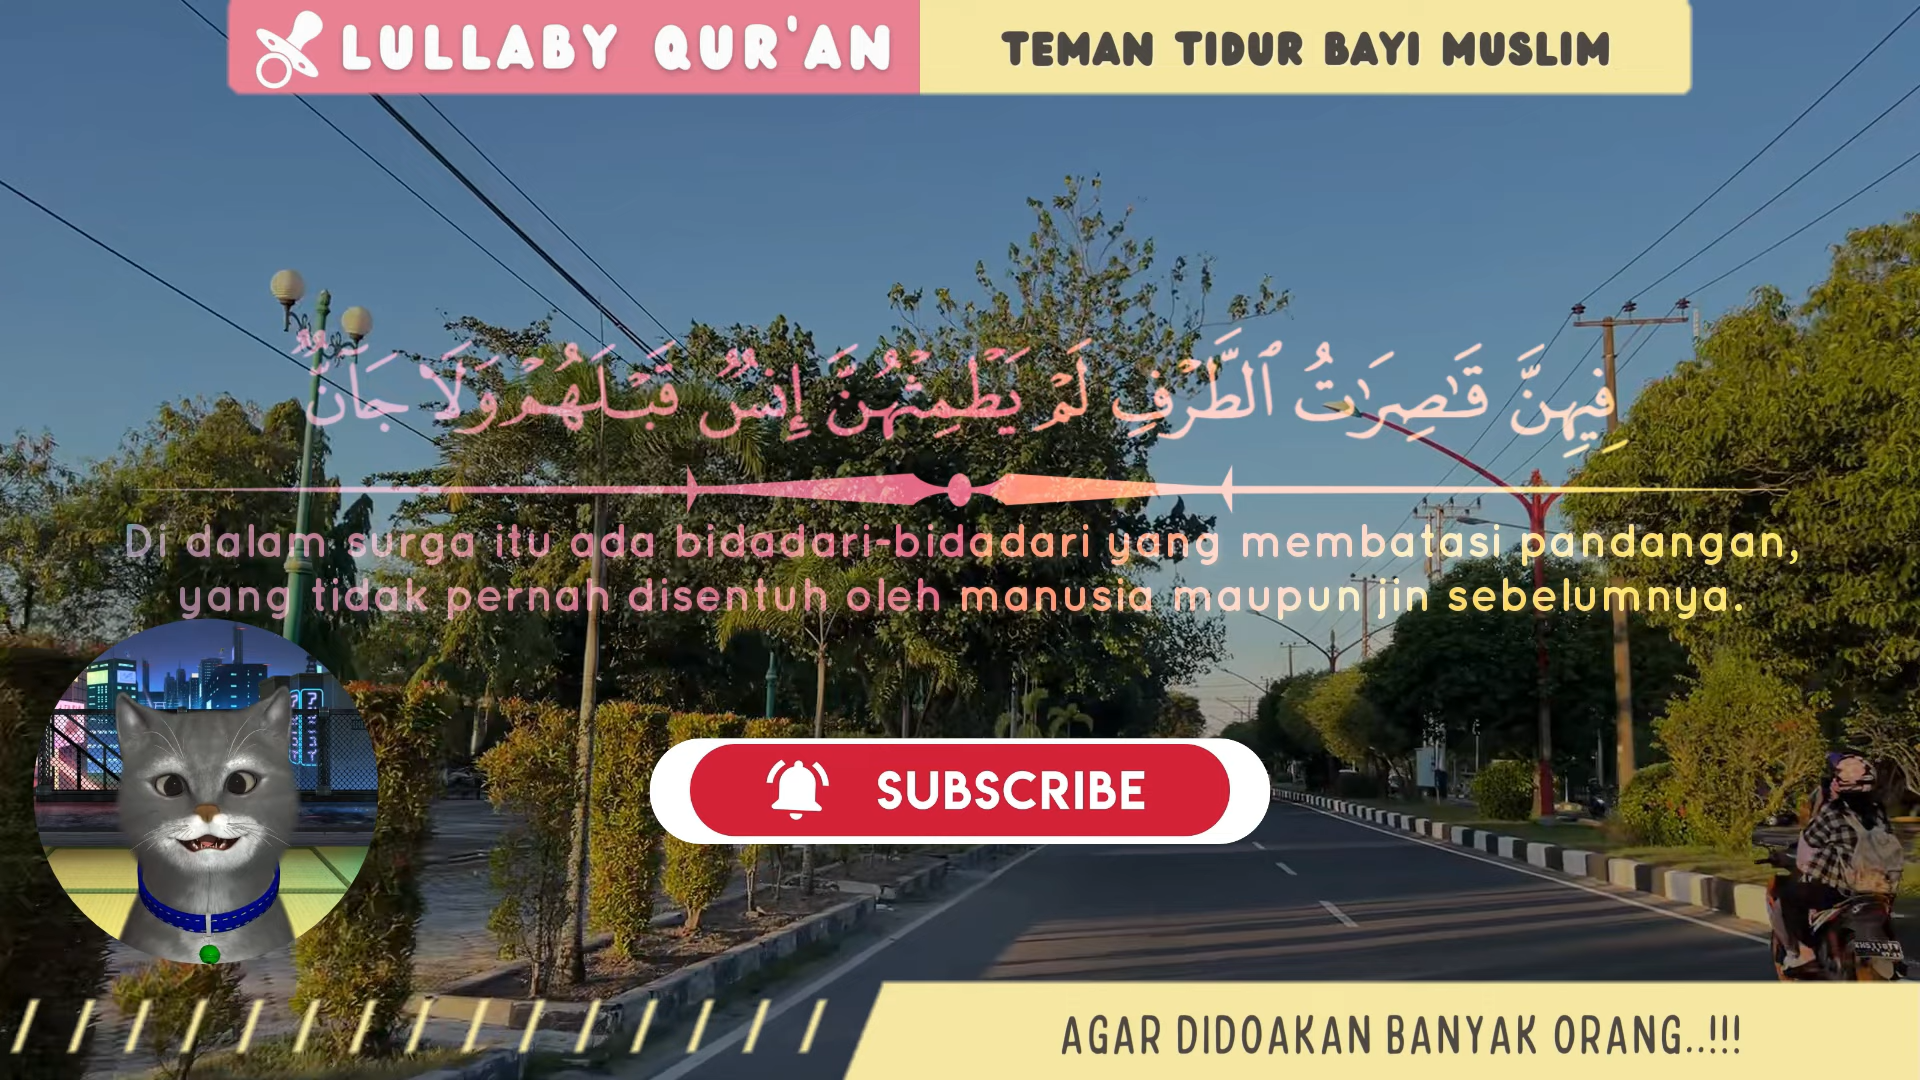 LULLABY QUR'AN
TEMAN TIDUR BAYI MUSLIM
فِيهِنَّ قَٰصِرَٰتُ ٱلطَّرْفِ لَمْ يَطْمِثْهُنَّ إِنسٌ قَبْلَهُمْ وَلَا جَآنٌّ
Di dalam surga itu ada bidadari-bidadari yang membatasi pandangan,
yang tidak pernah disentuh oleh manusia maupun jin sebelumnya.
SUBSCRIBE
AGAR DIDOAKAN BANYAK ORANG..!!!